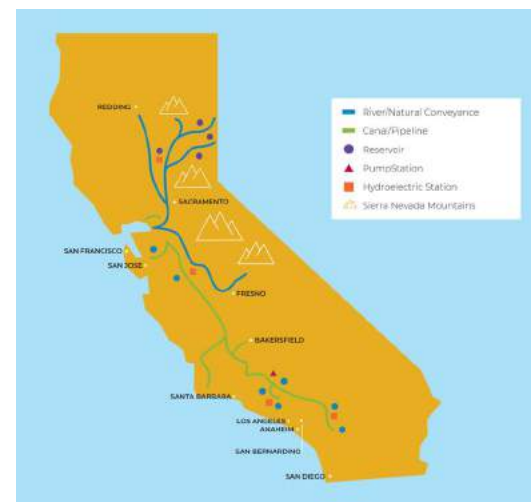 REDDING
River/Natural Conveyance
Canal/Pipeline
Reservoir
PumpStation
Hydroelectric Station
Sierra Nevada Mountains
SACRAMENTO
SAN FRANCISCO
SAN JOSE
FRESNO
BAKERSFIELD
SANTA BARBARA
LOS ANGELES
ANAHEIM
SAN BERNARDINO
SAN DIEGO